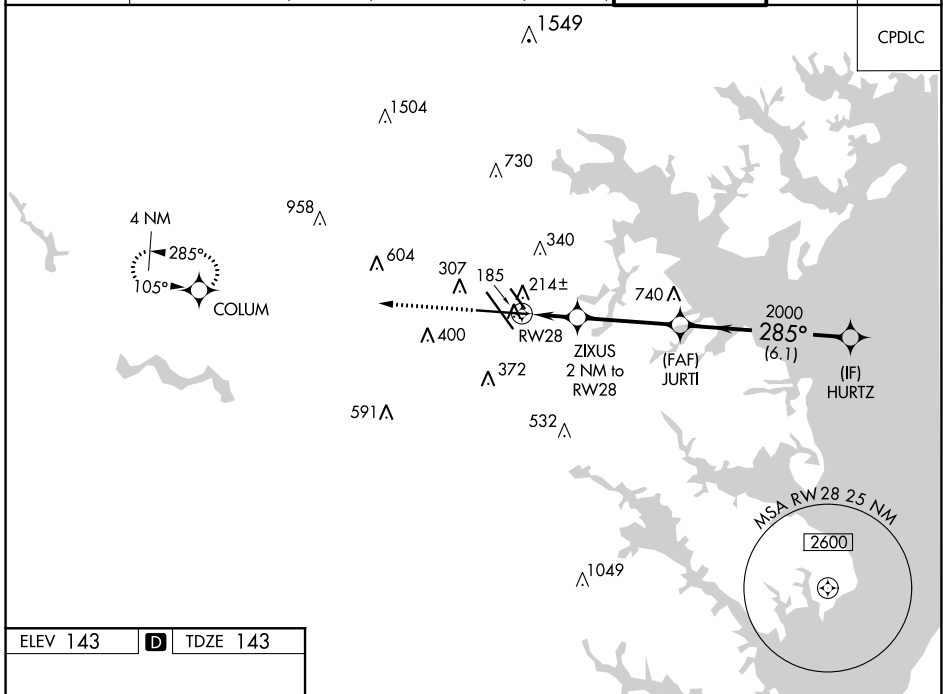 1549
CPDLC
1504
730
958
4 NM
285°
105°
COLUM
604
340
307
185
214±
740
2000
285°
(6.1)
RW28
400
ZIXUS
2 NM to
RW28
(FAF)
JURTI
(IF)
HURTZ
372
591
532
MSA RW28 25 NM
2600
1049
ELEV 143
D
TDZE 143